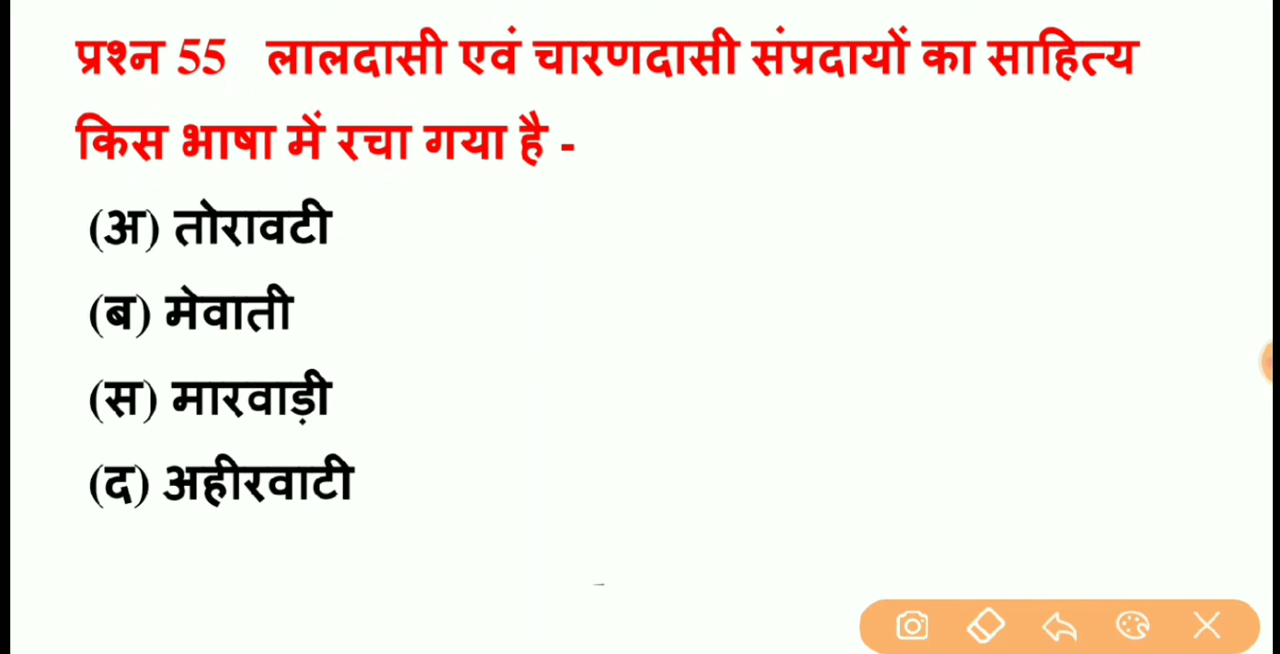 प्रश्न 55 लालदासी एवं चारणदासी संप्रदायों का साहित्य
किस भाषा में रचा गया है -
(अ) तोरावटी
(ब) मेवाती
(स) मारवाड़ी
(द) अहीरवाटी